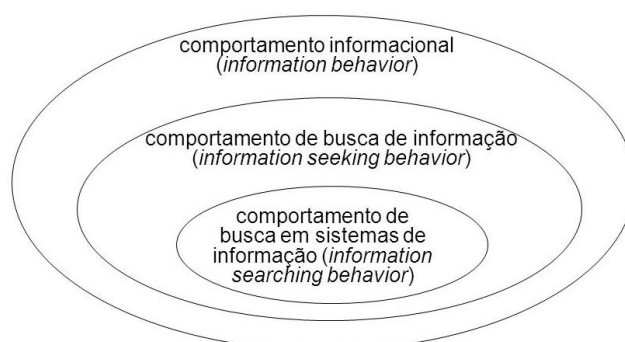 comportamento informacional
(information behavior)
comportamento de busca de informação
(information seeking behavior)
comportamento de
busca em sistemas de
informação (information
searching behavior)